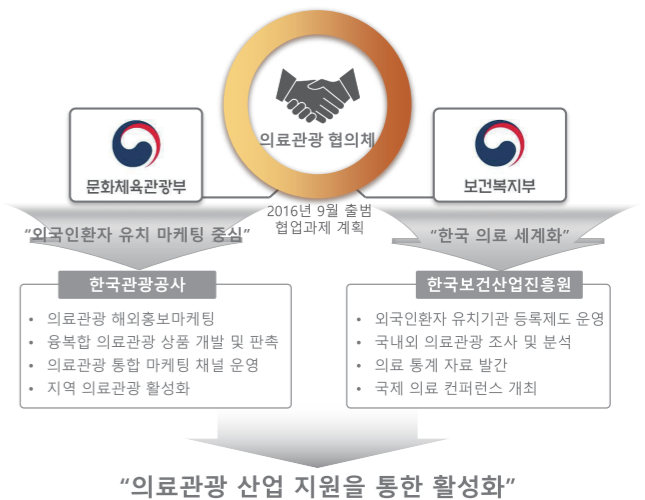 의료관광 협의체
문화체육관광부
보건복지부
2016년 9월 출범
협업과제 계획
“외국인환자 유치 마케팅 중심”
“한국 의료 세계화”
한국관광공사
• 의료관광 해외홍보마케팅
• 융복합 의료관광 상품 개발 및 판촉
• 의료관광 통합 마케팅 채널 운영
• 지역 의료관광 활성화
한국보건산업진흥원
• 외국인환자 유치기관 등록제도 운영
• 국내외 의료관광 조사 및 분석
• 의료 통계 자료 발간
• 국제 의료 컨퍼런스 개최
“의료관광 산업 지원을 통한 활성화”